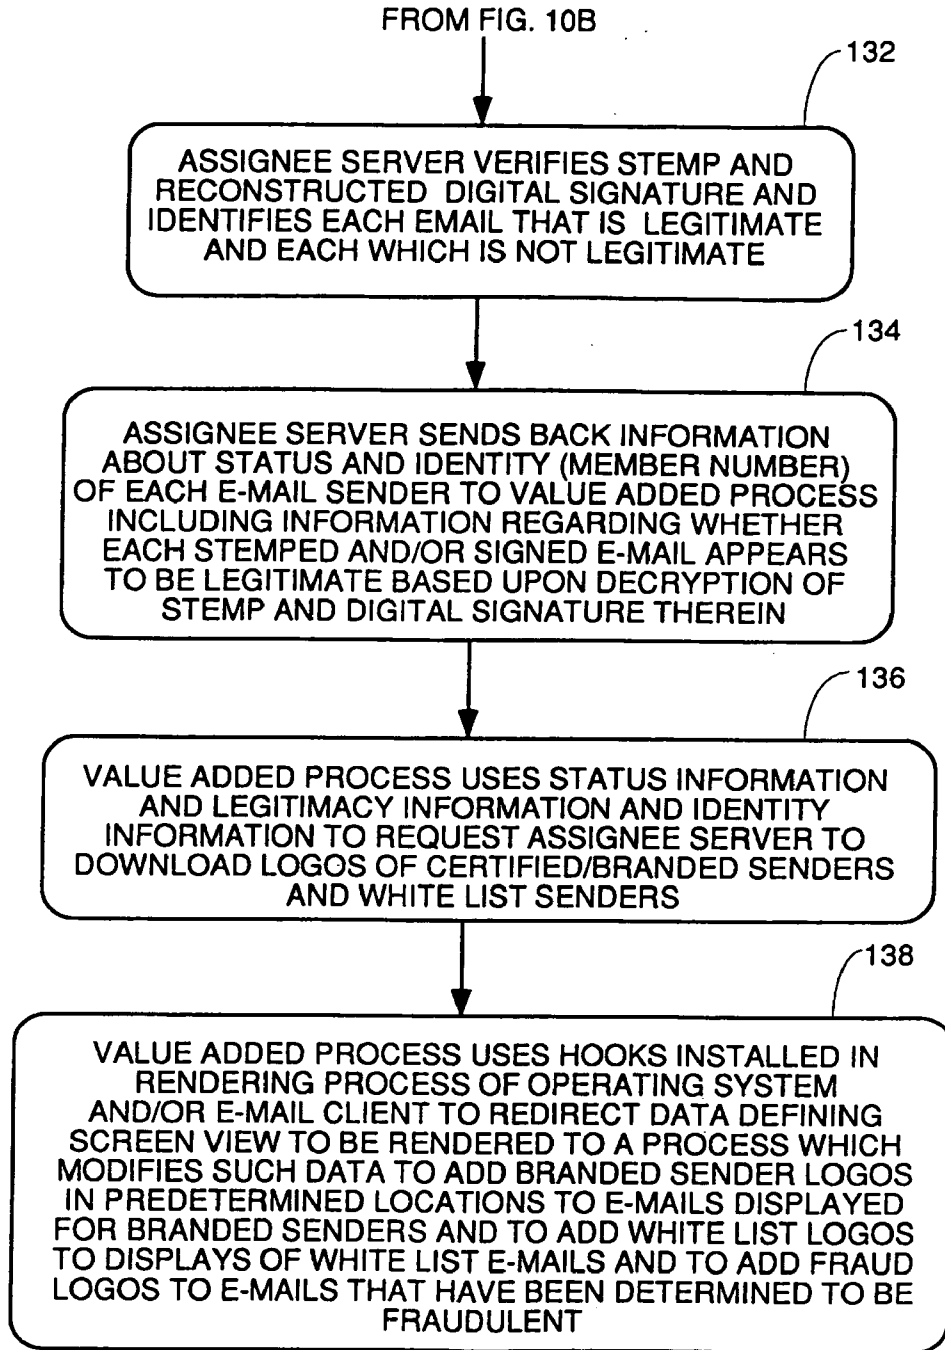 FROM FIG. 10B
132
ASSIGNEE SERVER VERIFIES STEMP AND
RECONSTRUCTED DIGITAL SIGNATURE AND
IDENTIFIES EACH EMAIL THAT IS LEGITIMATE
AND EACH WHICH IS NOT LEGITIMATE
134
ASSIGNEE SERVER SENDS BACK INFORMATION
ABOUT STATUS AND IDENTITY (MEMBER NUMBER)
OF EACH E-MAIL SENDER TO VALUE ADDED PROCESS
INCLUDING INFORMATION REGARDING WHETHER
EACH STEMPED AND/OR SIGNED E-MAIL APPEARS
TO BE LEGITIMATE BASED UPON DECRYPTION OF
STEMP AND DIGITAL SIGNATURE THEREIN
136
VALUE ADDED PROCESS USES STATUS INFORMATION
AND LEGITIMACY INFORMATION AND IDENTITY
INFORMATION TO REQUEST ASSIGNEE SERVER TO
DOWNLOAD LOGOS OF CERTIFIED/BRANDED SENDERS
AND WHITE LIST SENDERS
138
VALUE ADDED PROCESS USES HOOKS INSTALLED IN
RENDERING PROCESS OF OPERATING SYSTEM
AND/OR E-MAIL CLIENT TO REDIRECT DATA DEFINING
SCREEN VIEW TO BE RENDERED TO A PROCESS WHICH
MODIFIES SUCH DATA TO ADD BRANDED SENDER LOGOS
IN PREDETERMINED LOCATIONS TO E-MAILS DISPLAYED
FOR BRANDED SENDERS AND TO ADD WHITE LIST LOGOS
TO DISPLAYS OF WHITE LIST E-MAILS AND TO ADD FRAUD
LOGOS TO E-MAILS THAT HAVE BEEN DETERMINED TO BE
FRAUDULENT